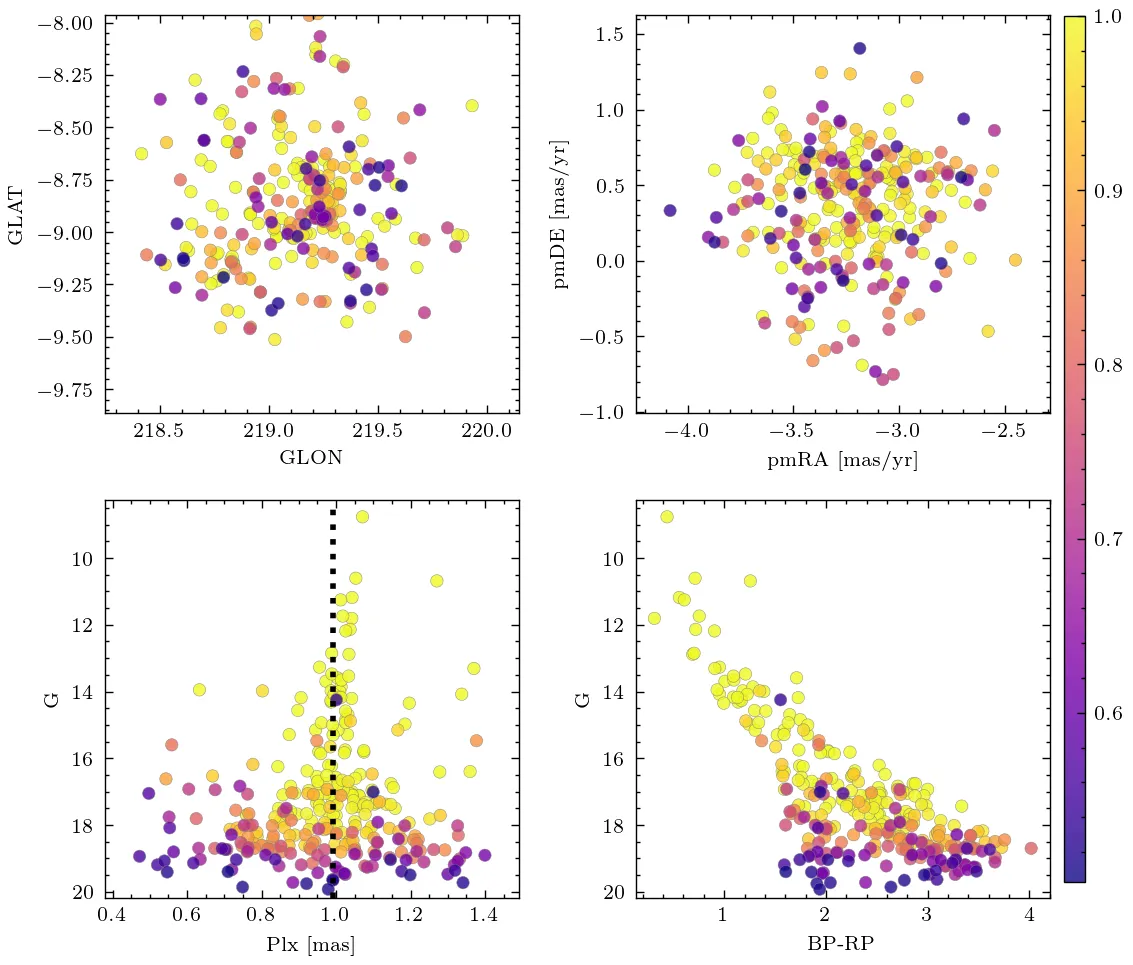 −8.00
−8.25
−8.50
−8.75
−9.00
−9.25
−9.50
−9.75
GLAT
218.5 219.0 219.5 220.0
GLON
1.5
1.0
0.5
0.0
−0.5
−1.0
pmDE [mas/yr]
−4.0 −3.5 −3.0 −2.5
pmRA [mas/yr]
1.0
0.9
0.8
0.7
0.6
10
12
14
16
18
20
G
0.4 0.6 0.8 1.0 1.2 1.4
Plx [mas]
10
12
14
16
18
20
G
1 2 3 4
BP-RP